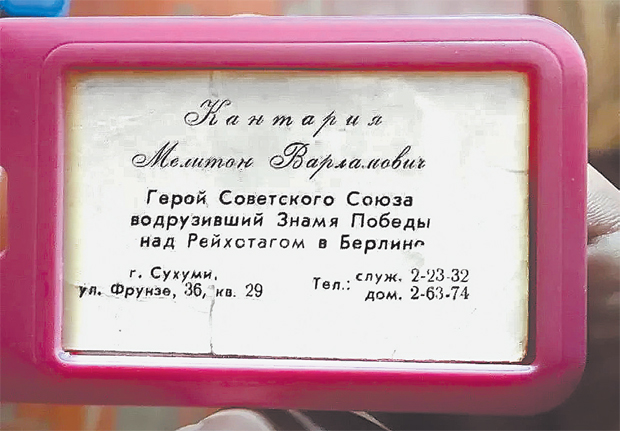 Кантария
Мелитон Варламович
Герой Советского Союза
водрузивший Знамя Победы
над Рейхстагом в Берлине
г. Сухуми,
ул. Фрунзе, 36, кв. 29
Тел.: служ. 2-23-32
дом. 2-63-74